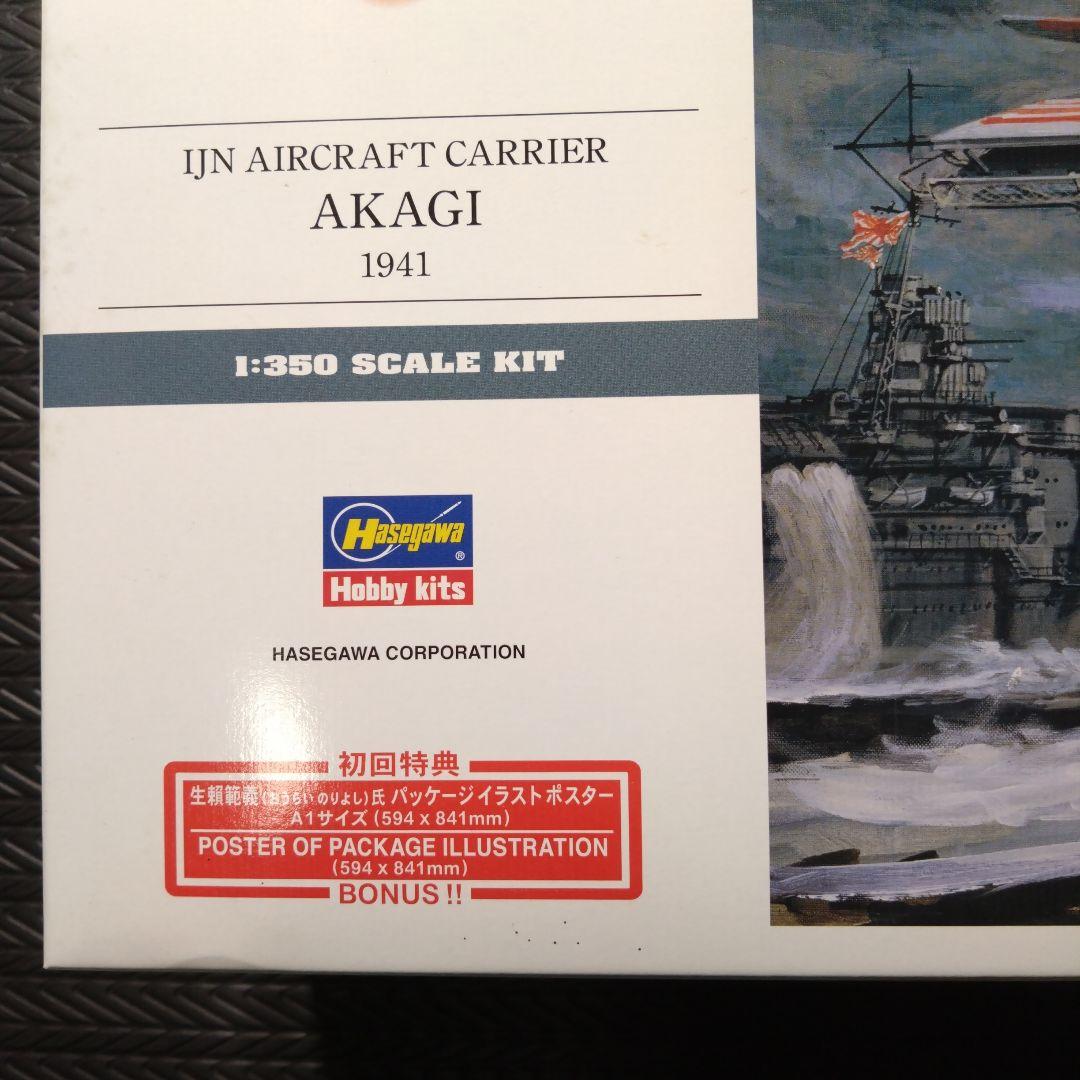 IJN AIRCRAFT CARRIER
AKAGI
1941
1:350 SCALE KIT
Hasegawa®
Hobby kits
HASEGAWA CORPORATION
初回特典
生賴範義(おうらい のりよし)氏 パッケージイラストポスター
A1サイズ (594 x 841mm)
POSTER OF PACKAGE ILLUSTRATION
(594 x 841mm)
BONUS !!